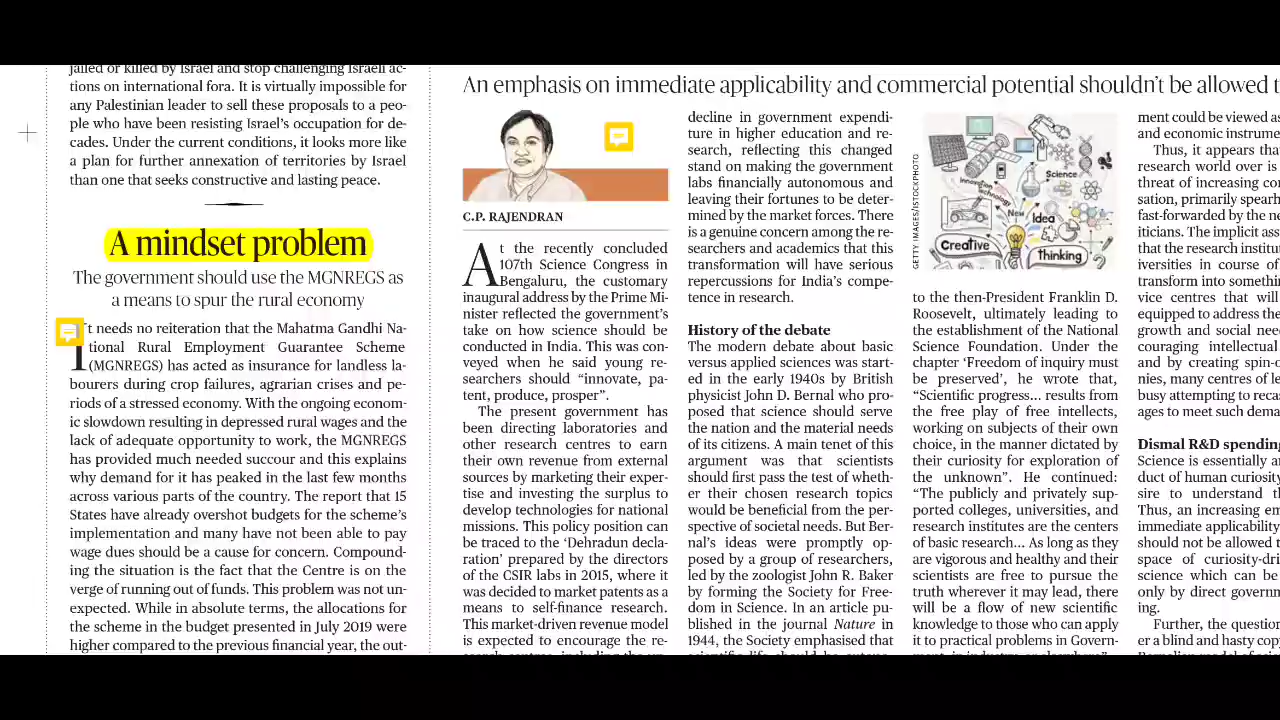 jailed or killed by Israel and stop challenging Israeli ac-
tions on international fora. It is virtually impossible for
any Palestinian leader to sell these proposals to a peo-
ple who have been resisting Israel's occupation for de-
cades. Under the current conditions, it looks more like
a plan for further annexation of territories by Israel
than one that seeks constructive and lasting peace.
A mindset problem
The government should use the MGNREGS as
a means to spur the rural economy
It needs no reiteration that the Mahatma Gandhi Na-
tional Rural Employment Guarantee Scheme
(MGNREGS) has acted as insurance for landless la-
bourers during crop failures, agrarian crises and pe-
riods of a stressed economy. With the ongoing econom-
ic slowdown resulting in depressed rural wages and the
lack of adequate opportunity to work, the MGNREGS
has provided much needed succour and this explains
why demand for it has peaked in the last few months
across various parts of the country. The report that 15
States have already overshot budgets for the scheme's
implementation and many have not been able to pay
wage dues should be a cause for concern. Compound-
ing the situation is the fact that the Centre is on the
verge of running out of funds. This problem was not un-
expected. While in absolute terms, the allocations for
the scheme in the budget presented in July 2019 were
higher compared to the previous financial year, the out-
An emphasis on immediate applicability and commercial potential shouldn't be allowed t
C.P. RAJENDRAN
At the recently concluded
107th Science Congress in
Bengaluru, the customary
inaugural address by the Prime Mi-
nister reflected the government's
take on how science should be
conducted in India. This was con-
veyed when he said young re-
searchers should "innovate, pa-
tent, produce, prosper".
The present government has
been directing laboratories and
other research centres to earn
their own revenue from external
sources by marketing their exper-
tise and investing the surplus to
develop technologies for national
missions. This policy position can
be traced to the 'Dehradun decla-
ration' prepared by the directors
of the CSIR labs in 2015, where it
was decided to market patents as a
means to self-finance research.
This market-driven revenue model
is expected to encourage the re-
decline in government expendi-
ture in higher education and re-
search, reflecting this changed
stand on making the government
labs financially autonomous and
leaving their fortunes to be deter-
mined by the market forces. There
is a genuine concern among the re-
searchers and academics that this
transformation will have serious
repercussions for India's compe-
tence in research.
History of the debate
The modern debate about basic
versus applied sciences was start-
ed in the early 1940s by British
physicist John D. Bernal who pro-
posed that science should serve
the nation and the material needs
of its citizens. A main tenet of this
argument was that scientists
should first pass the test of wheth-
er their chosen research topics
would be beneficial from the per-
spective of societal needs. But Ber-
nal's ideas were promptly op-
posed by a group of researchers,
led by the zoologist John R. Baker
by forming the Society for Free-
dom in Science. In an article pu-
blished in the journal Nature in
1944, the Society emphasised that
GETTY IMAGES/ISTOCKPHOTO
Science
Innovation
Technology
New
Idea
Creative
Thinking
to the then-President Franklin D.
Roosevelt, ultimately leading to
the establishment of the National
Science Foundation. Under the
chapter 'Freedom of inquiry must
be preserved', he wrote that,
"Scientific progress... results from
the free play of free intellects,
working on subjects of their own
choice, in the manner dictated by
their curiosity for exploration of
the unknown". He continued:
"The publicly and privately sup-
ported colleges, universities, and
research institutes are the centers
of basic research... As long as they
are vigorous and healthy and their
scientists are free to pursue the
truth wherever it may lead, there
will be a flow of new scientific
knowledge to those who can apply
it to practical problems in Govern-
ment could be viewed as
and economic instrume
Thus, it appears that
research world over is
threat of increasing co
sation, primarily spearh
fast-forwarded by the m
iticians. The implicit ass
that the research institu
iversities in course of
transform into somethin
vice centres that will
equipped to address the
growth and social nee
couraging intellectual
and by creating spin-o
nies, many centres of le
busy attempting to reca
ages to meet such dema
Dismal R&D spending
Science is essentially a
duct of human curiosity
sire to understand th
Thus, an increasing em
immediate applicability
should not be allowed t
space of curiosity-dri
science which can be
only by direct governm
ing.
Further, the question
er a blind and hasty cop